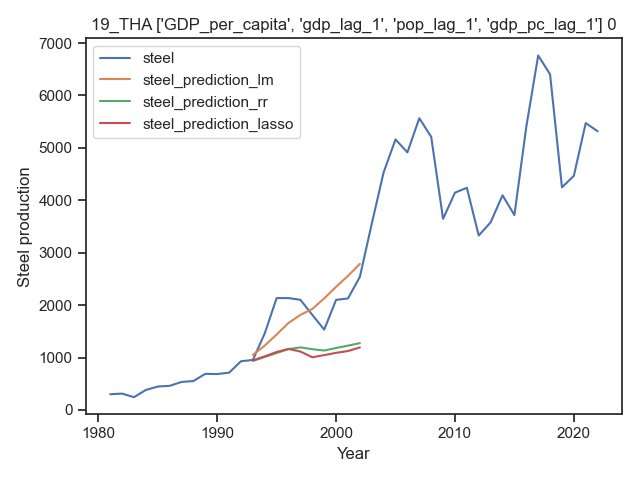 19_THA ['GDP_per_capita', 'gdp_lag_1', 'pop_lag_1', 'gdp_pc_lag_1'] 0
7000
6000
5000
4000
3000
2000
1000
0
Steel production
steel
steel_prediction_lm
steel_prediction_rr
steel_prediction_lasso
1980
1990
2000
2010
2020
Year